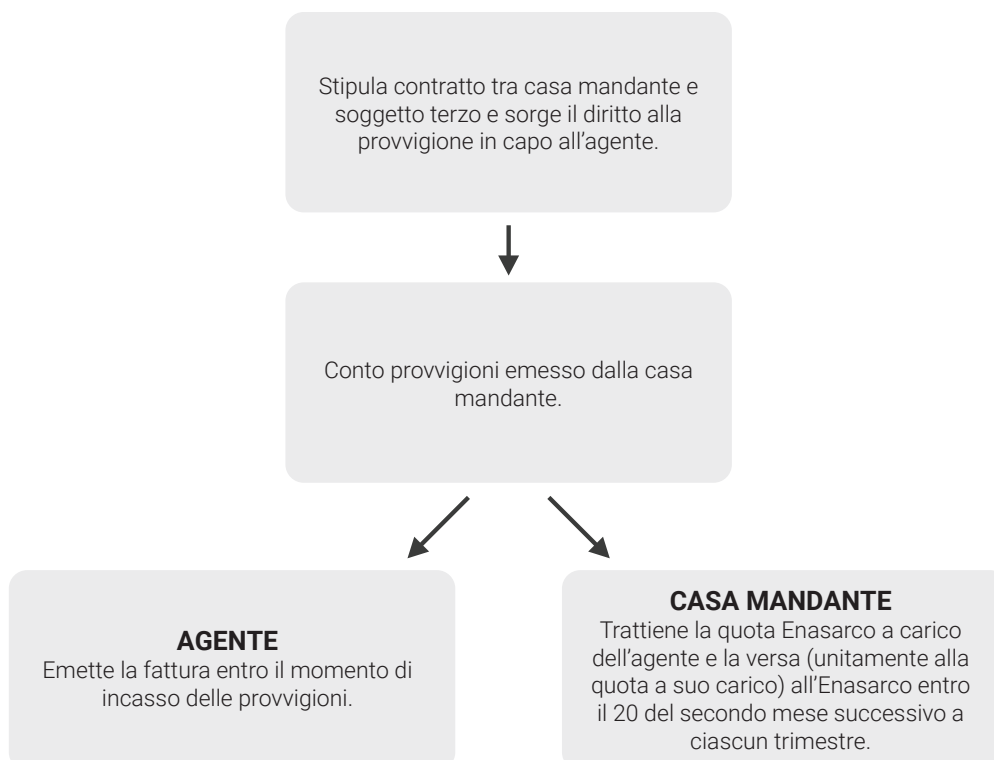 Stipula contratto tra casa mandante e
soggetto terzo e sorge il diritto alla
provvigione in capo all'agente.
Conto provvigioni emesso dalla casa
mandante.
AGENTE
Emette la fattura entro il momento di
incasso delle provvigioni.
CASA MANDANTE
Trattiene la quota Enasarco a carico
dell'agente e la versa (unitamente alla
quota a suo carico) all'Enasarco entro
il 20 del secondo mese successivo a
ciascun trimestre.